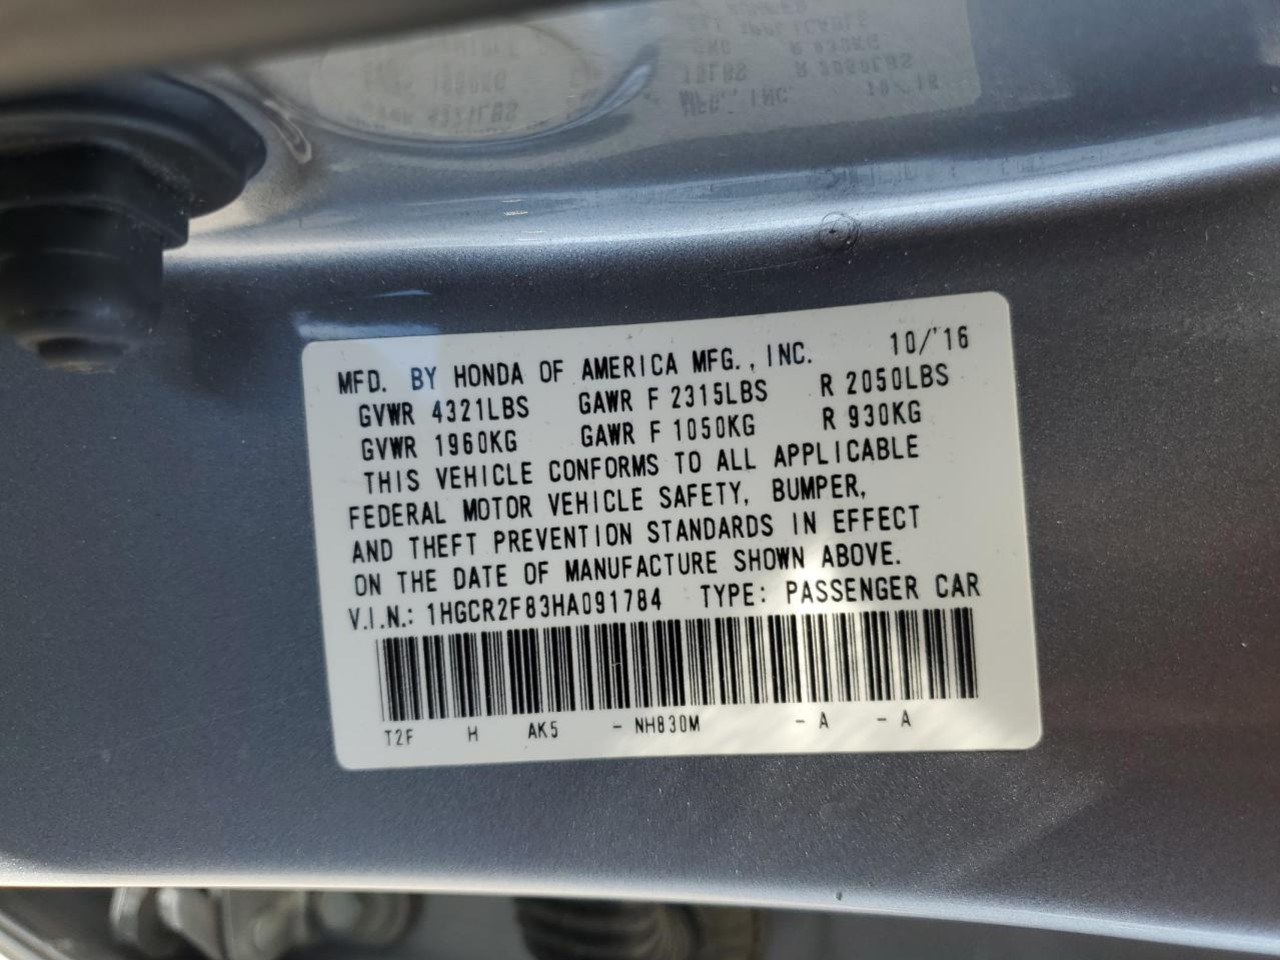 MFD. BY HONDA OF AMERICA MFG., INC. 10/'16
GVWR 4321LBS GAWR F 2315LBS R 2050LBS
GVWR 1960KG GAWR F 1050KG R 930KG
THIS VEHICLE CONFORMS TO ALL APPLICABLE
FEDERAL MOTOR VEHICLE SAFETY, BUMPER,
AND THEFT PREVENTION STANDARDS IN EFFECT
ON THE DATE OF MANUFACTURE SHOWN ABOVE.
V.I.N.: 1HGCR2F83HA091784 TYPE: PASSENGER CAR
T2F H AK5 - NH830M - A - A